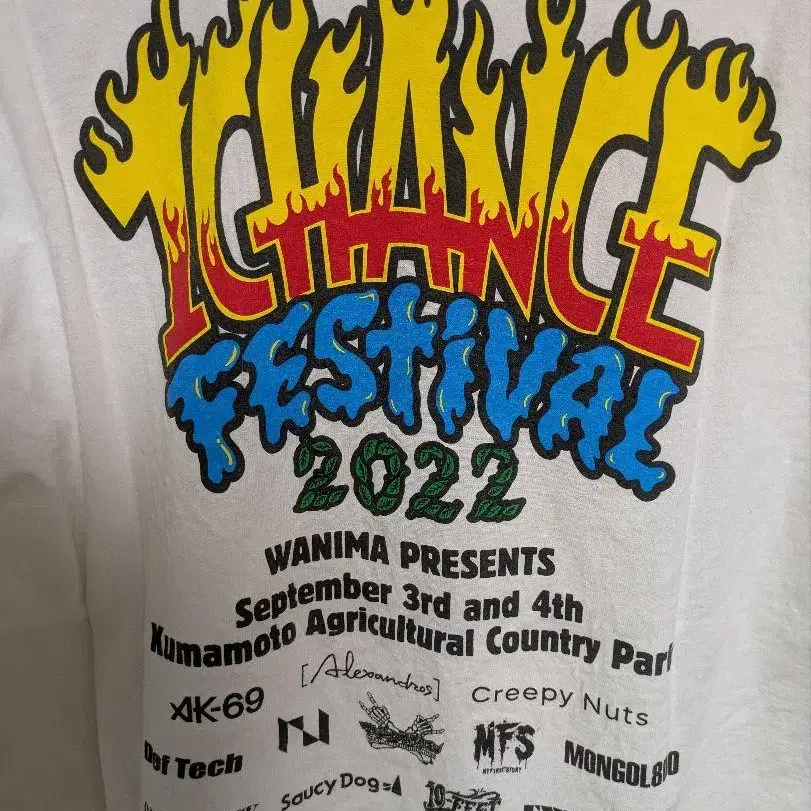 1CHANCE
FESTIVAL
2022
WANIMA PRESENTS
September 3rd and 4th
Kumamoto Agricultural Country Park
[Alexandros]
AK-69 Creepy Nuts
Def Tech MFS MONGOL800
Saucy Dog 10-FEET